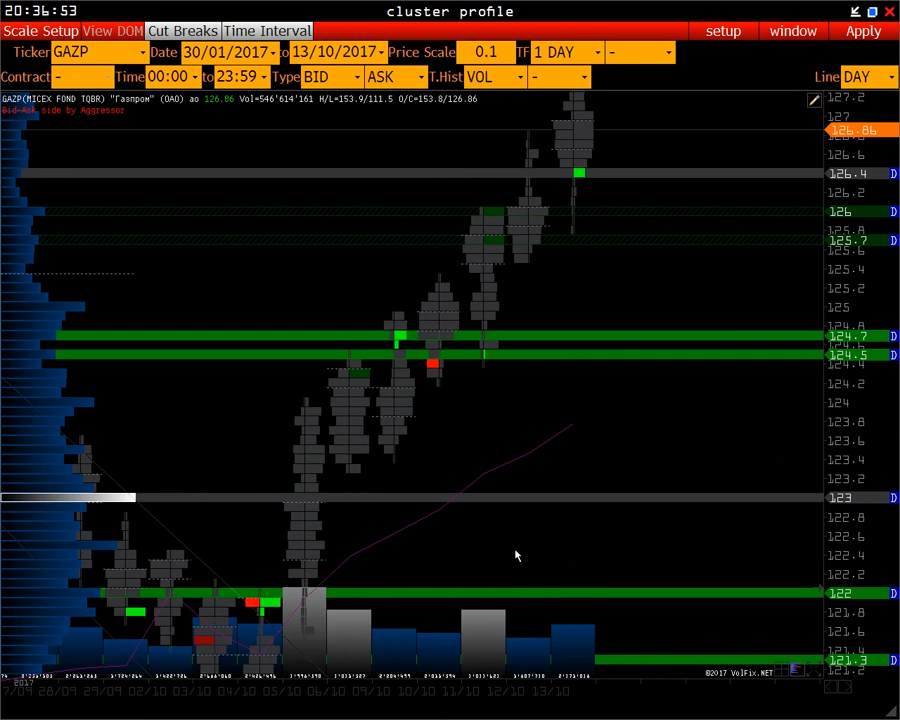 20:36:53 cluster profile
Scale Setup View DOM Cut Breaks Time Interval setup window Apply
Ticker GAZP Date 30/01/2017 to 13/10/2017 Price Scale 0.1 TF 1 DAY -
Contract - Time 00:00 to 23:59 Type BID ASK T.Hist VOL - Line DAY
GAZP(MICEX FOND TQBR) "Газпром" (ОАО) ао 126.86 Vol=546'614'161 H/L=153.9/111.5 O/C=153.8/126.86
Bid-Ask side by Aggressor
127.2
127
126.86
126.6
126.4 D
126.2
126 D
125.8
125.7 D
125.4
125.2
125
124.8
124.7 D
124.5 D
124.4
124.2
124
123.8
123.6
123.4
123.2
123 D
122.8
122.6
122.4
122.2
122 D
121.8
121.6
121.4
121.3 D
121.2
©2017 VolFix.NET
2017
7/09 28/09 29/09 02/10 03/10 04/10 05/10 06/10 09/10 10/10 11/10 12/10 13/10